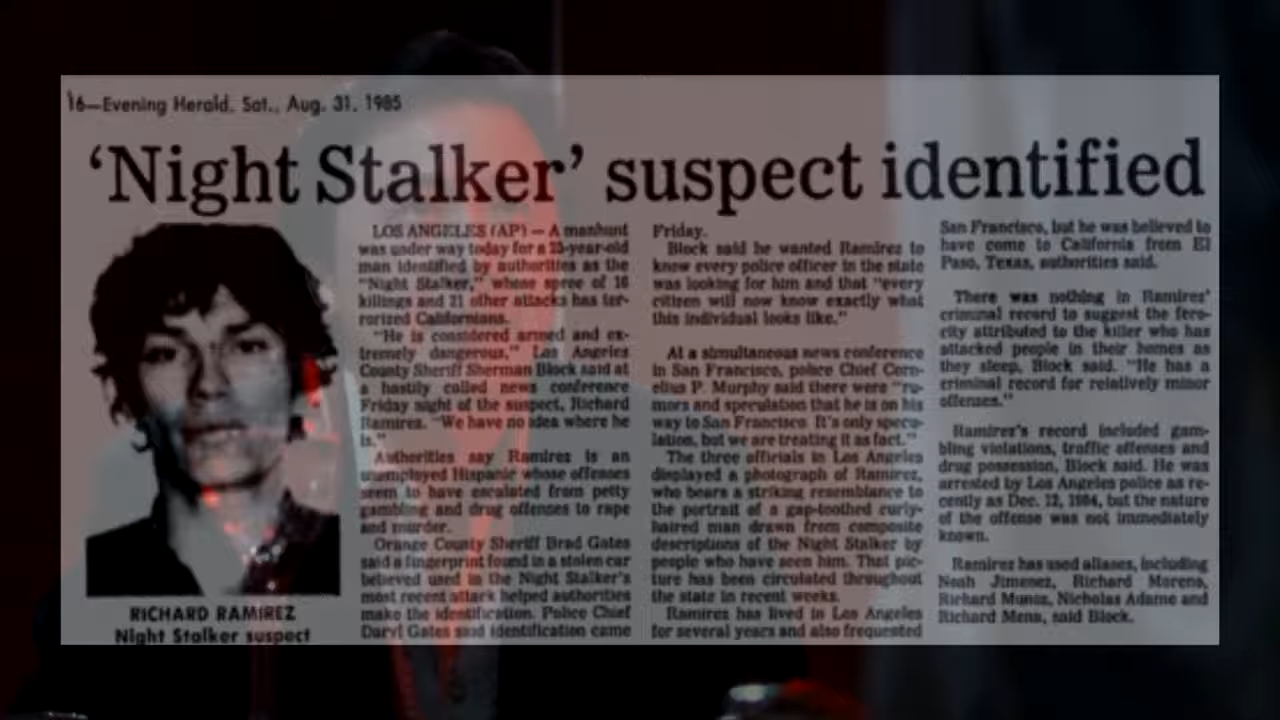 16—Evening Herald, Sat., Aug. 31, 1985
‘Night Stalker’ suspect identified
RICHARD RAMIREZ
Night Stalker suspect
LOS ANGELES (AP) — A manhunt
was under way today for a 25-year-old
man identified by authorities as the
"Night Stalker," whose spree of 16
killings and 21 other attacks has ter-
rorized Californians.
"He is considered armed and ex-
tremely dangerous," Los Angeles
County Sheriff Sherman Block said at
a hastily called news conference
Friday night of the suspect, Richard
Ramirez. "We have no idea where he
is."
Authorities say Ramirez is an
unemployed Hispanic whose offenses
seem to have escalated from petty
gambling and drug offenses to rape
and murder.
Orange County Sheriff Brad Gates
said a fingerprint found in a stolen car
believed used in the Night Stalker's
most recent attack helped authorities
make the identification. Police Chief
Daryl Gates said identification came
Friday.
Block said he wanted Ramirez to
know every police officer in the state
was looking for him and that "every
citizen will now know exactly what
this individual looks like."
At a simultaneous news conference
in San Francisco, police Chief Corn-
elius P. Murphy said there were "ru-
mors and speculation that he is on his
way to San Francisco. It's only specu-
lation, but we are treating it as fact."
The three officials in Los Angeles
displayed a photograph of Ramirez,
who bears a striking resemblance to
the portrait of a gap-toothed curly-
haired man drawn from composite
descriptions of the Night Stalker by
people who have seen him. That pic-
ture has been circulated throughout
the state in recent weeks.
Ramirez has lived in Los Angeles
for several years and also frequented
San Francisco, but he was believed to
have come to California from El
Paso, Texas, authorities said.
There was nothing in Ramirez'
criminal record to suggest the fero-
city attributed to the killer who has
attacked people in their homes as
they sleep, Block said. "He has a
criminal record for relatively minor
offenses."
Ramirez's record included gam-
bling violations, traffic offenses and
drug possession, Block said. He was
arrested by Los Angeles police as re-
cently as Dec. 12, 1984, but the nature
of the offense was not immediately
known.
Ramirez has used aliases, including
Noah Jimenez, Richard Moreno,
Richard Munoz, Nicholas Adame and
Richard Mena, said Block.